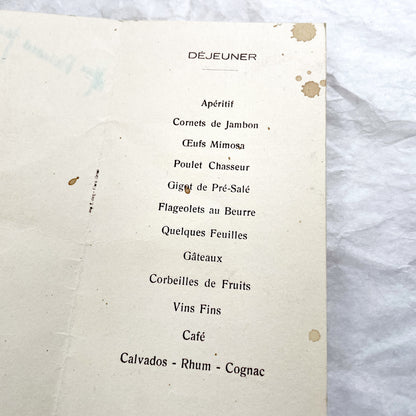 DÉJEUNER
Apéritif
Cornets de Jambon
Œufs Mimosa
Poulet Chasseur
Gigot de Pré-Salé
Flageolets au Beurre
Quelques Feuilles
Gâteaux
Corbeilles de Fruits
Vins Fins
Café
Calvados - Rhum - Cognac